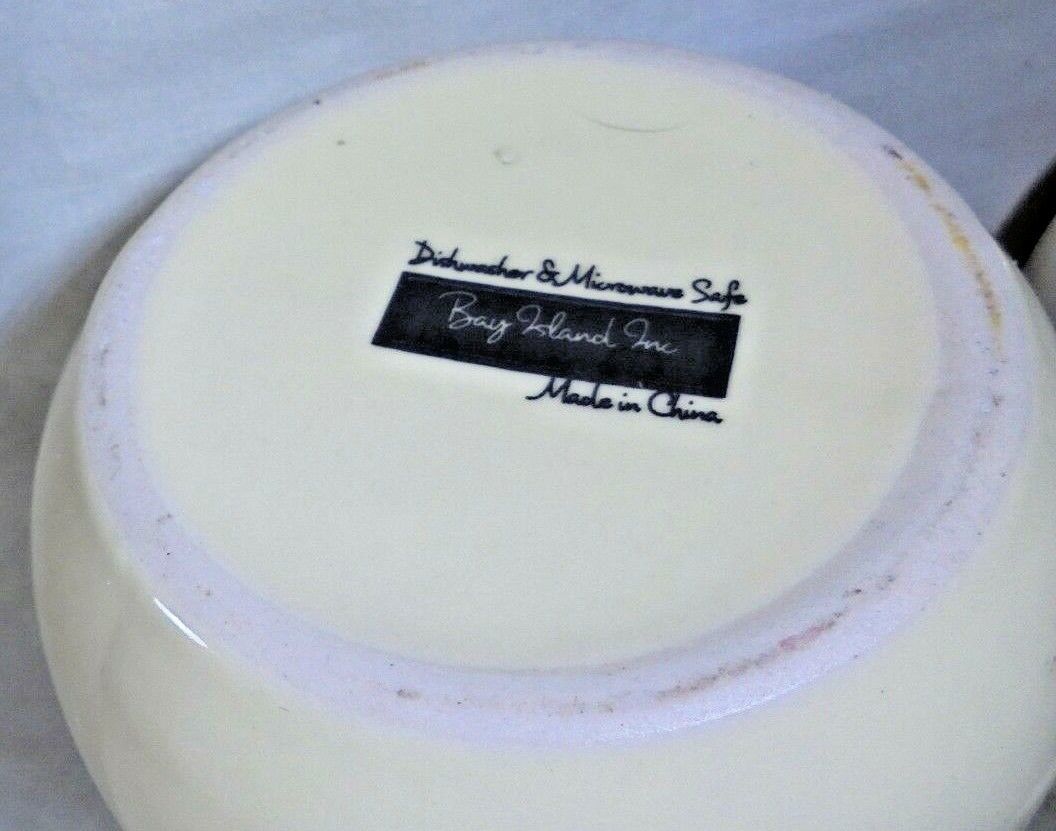 Dishwasher & Microwave Safe
Bay Island Inc
Made in China